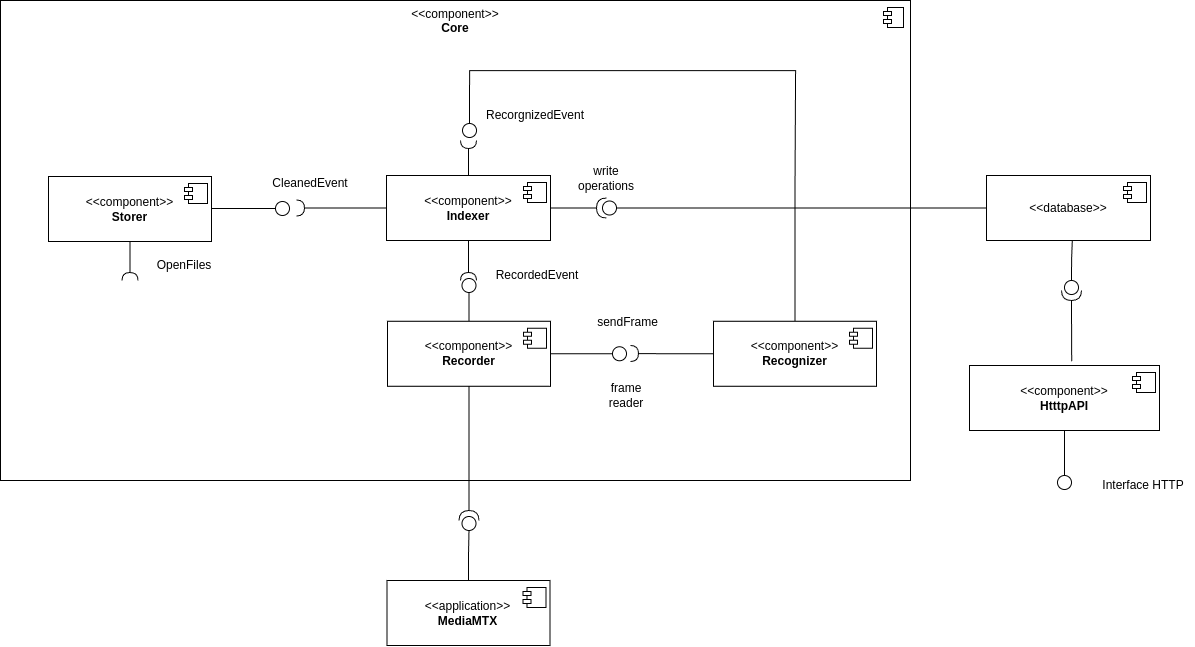 <<component>>
Core
RecorgnizedEvent
write
operations
CleanedEvent
<<component>>
Storer
<<component>>
Indexer
<<database>>
OpenFiles
RecordedEvent
sendFrame
<<component>>
Recorder
<<component>>
Recognizer
frame
reader
<<component>>
HtttpAPI
Interface HTTP
<<application>>
MediaMTX